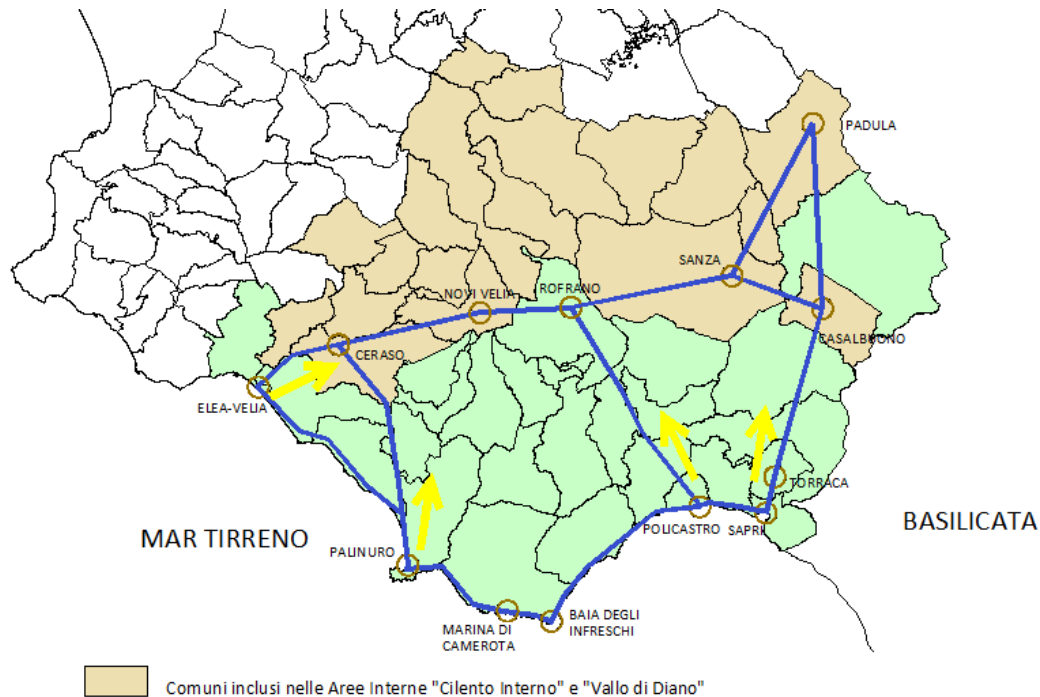 PADULA
SANZA
NOVI VELIA
ROFRANO
CASALBUONO
CERASO
ELEA-VELIA
TORRACA
POLICASTRO
SAPRI
BASILICATA
MAR TIRRENO
PALINURO
MARINA DI
CAMEROTA
BAIA DEGLI
INFRESCHI
Comuni inclusi nelle Aree Interne "Cilento Interno" e "Vallo di Diano"